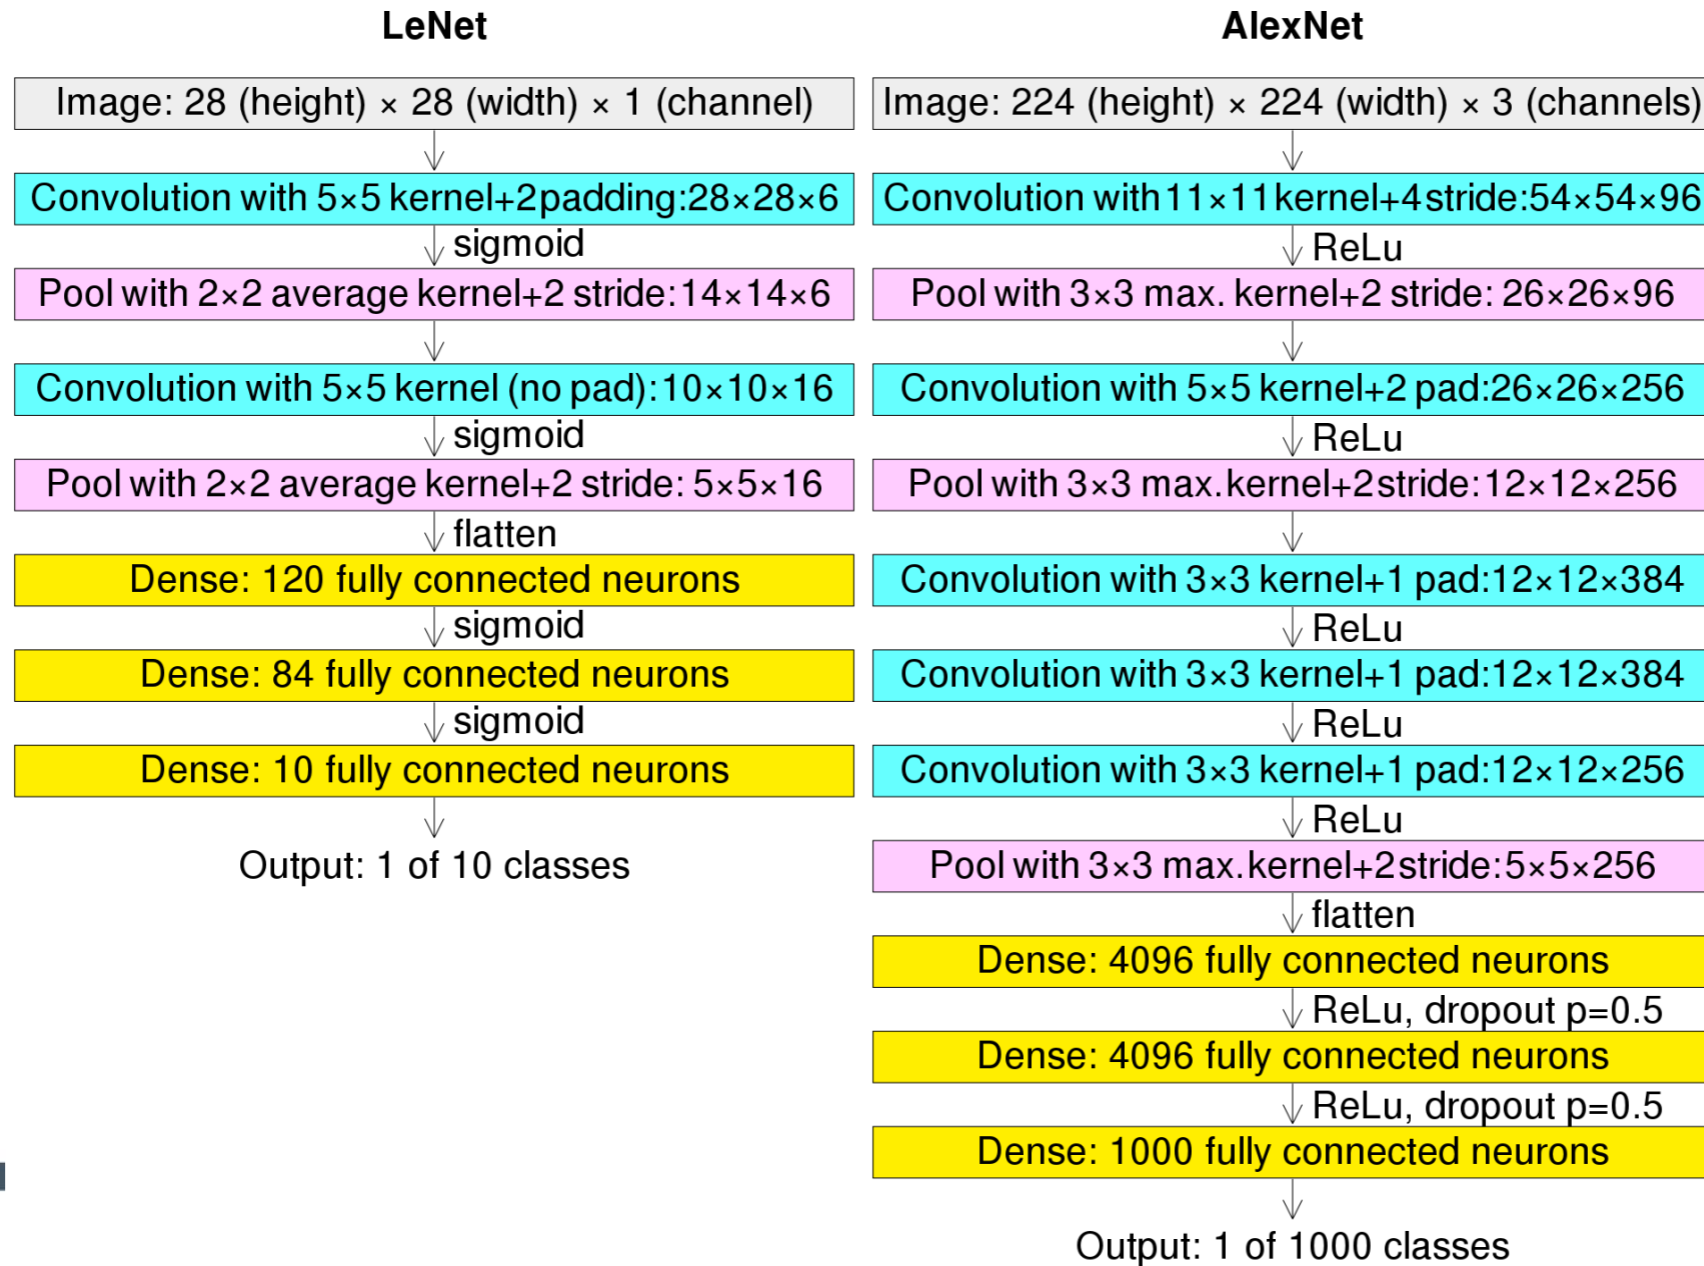 LeNet
Image: 28 (height) × 28 (width) × 1 (channel)
Convolution with 5×5 kernel+2padding:28×28×6
sigmoid
Pool with 2×2 average kernel+2 stride:14×14×6
Convolution with 5×5 kernel (no pad):10×10×16
sigmoid
Pool with 2×2 average kernel+2 stride: 5×5×16
flatten
Dense: 120 fully connected neurons
sigmoid
Dense: 84 fully connected neurons
sigmoid
Dense: 10 fully connected neurons
Output: 1 of 10 classes
AlexNet
Image: 224 (height) × 224 (width) × 3 (channels)
Convolution with 11×11 kernel+4 stride:54×54×96
ReLu
Pool with 3×3 max. kernel+2 stride: 26×26×96
Convolution with 5×5 kernel+2 pad:26×26×256
ReLu
Pool with 3×3 max.kernel+2stride:12×12×256
Convolution with 3×3 kernel+1 pad:12×12×384
ReLu
Convolution with 3×3 kernel+1 pad:12×12×384
ReLu
Convolution with 3×3 kernel+1 pad:12×12×256
ReLu
Pool with 3×3 max.kernel+2stride:5×5×256
flatten
Dense: 4096 fully connected neurons
ReLu, dropout p=0.5
Dense: 4096 fully connected neurons
ReLu, dropout p=0.5
Dense: 1000 fully connected neurons
Output: 1 of 1000 classes